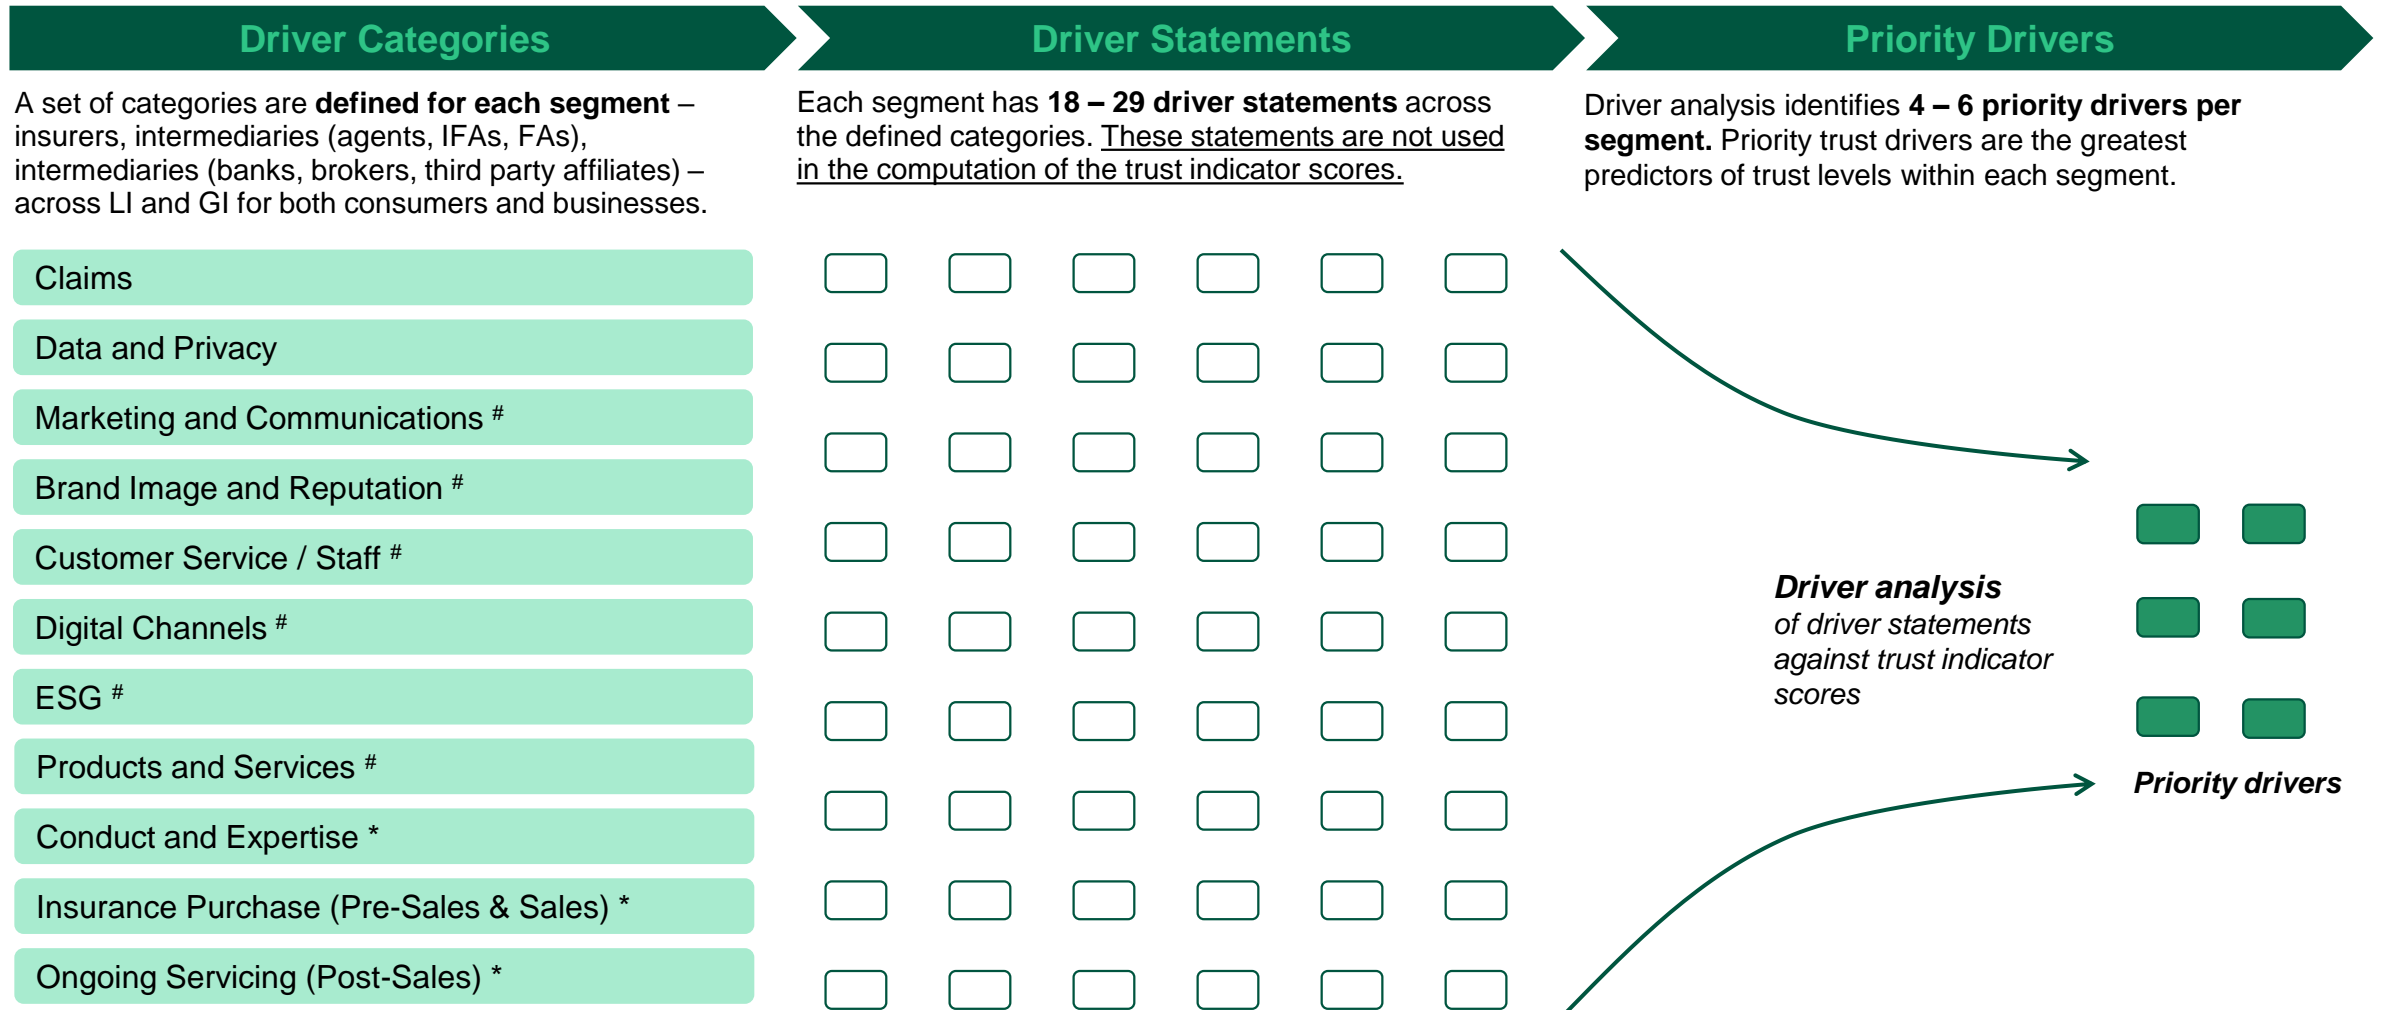 Driver Categories
Driver Statements
Priority Drivers
A set of categories are defined for each segment –
insurers, intermediaries (agents, IFAs, FAs),
intermediaries (banks, brokers, third party affiliates) –
across LI and GI for both consumers and businesses.
Each segment has 18 – 29 driver statements across
the defined categories. These statements are not used
in the computation of the trust indicator scores.
Driver analysis identifies 4 – 6 priority drivers per
segment. Priority trust drivers are the greatest
predictors of trust levels within each segment.
Claims
Data and Privacy
Marketing and Communications #
Brand Image and Reputation #
Customer Service / Staff #
Digital Channels #
ESG #
Products and Services #
Conduct and Expertise *
Insurance Purchase (Pre-Sales & Sales) *
Ongoing Servicing (Post-Sales) *
Driver analysis
of driver statements
against trust indicator
scores
Priority drivers